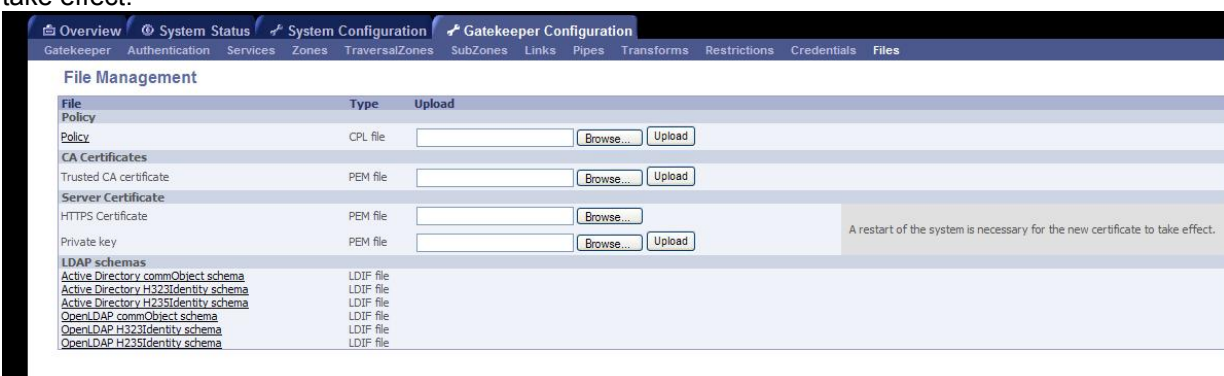 take effect.
Overview System Status System Configuration Gatekeeper Configuration
Gatekeeper Authentication Services Zones TraversalZones SubZones Links Pipes Transforms Restrictions Credentials Files
File Management
File Type Upload
Policy
Policy CPL file Browse... Upload
CA Certificates
Trusted CA certificate PEM file Browse... Upload
Server Certificate
HTTPS Certificate PEM file Browse...
A restart of the system is necessary for the new certificate to take effect.
Private key PEM file Browse... Upload
LDAP schemas
Active Directory commObject schema LDIF file
Active Directory H323Identity schema LDIF file
Active Directory H235Identity schema LDIF file
OpenLDAP commObject schema LDIF file
OpenLDAP H323Identity schema LDIF file
OpenLDAP H235Identity schema LDIF file